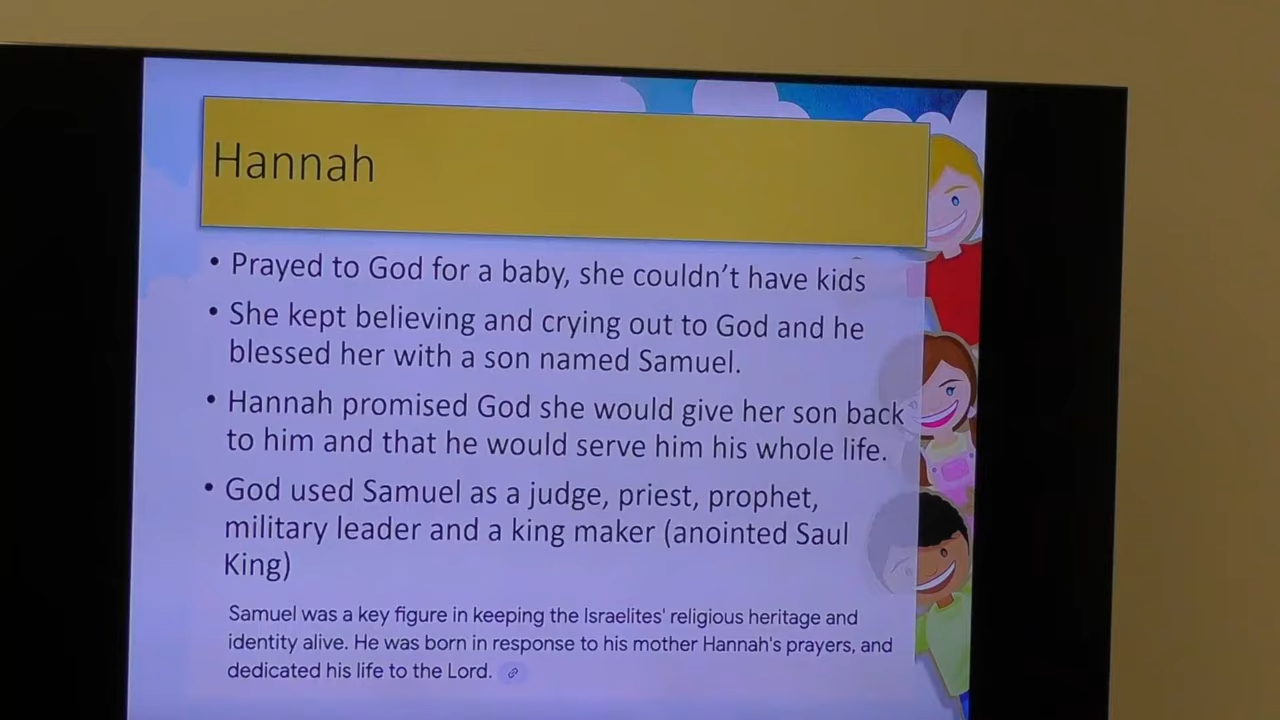 Hannah
• Prayed to God for a baby, she couldn't have kids
• She kept believing and crying out to God and he
blessed her with a son named Samuel.
• Hannah promised God she would give her son back
to him and that he would serve him his whole life.
• God used Samuel as a judge, priest, prophet,
military leader and a king maker (anointed Saul
King)
Samuel was a key figure in keeping the Israelites' religious heritage and
identity alive. He was born in response to his mother Hannah's prayers, and
dedicated his life to the Lord.